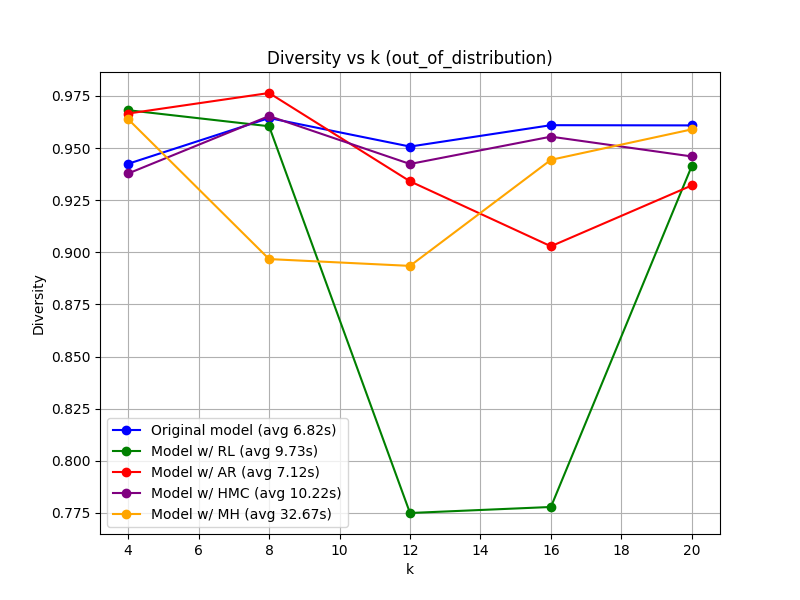 Diversity vs k (out_of_distribution)
Diversity
0.975
0.950
0.925
0.900
0.875
0.850
0.825
0.800
0.775
Original model (avg 6.82s)
Model w/ RL (avg 9.73s)
Model w/ AR (avg 7.12s)
Model w/ HMC (avg 10.22s)
Model w/ MH (avg 32.67s)
4 6 8 10 12 14 16 18 20
k